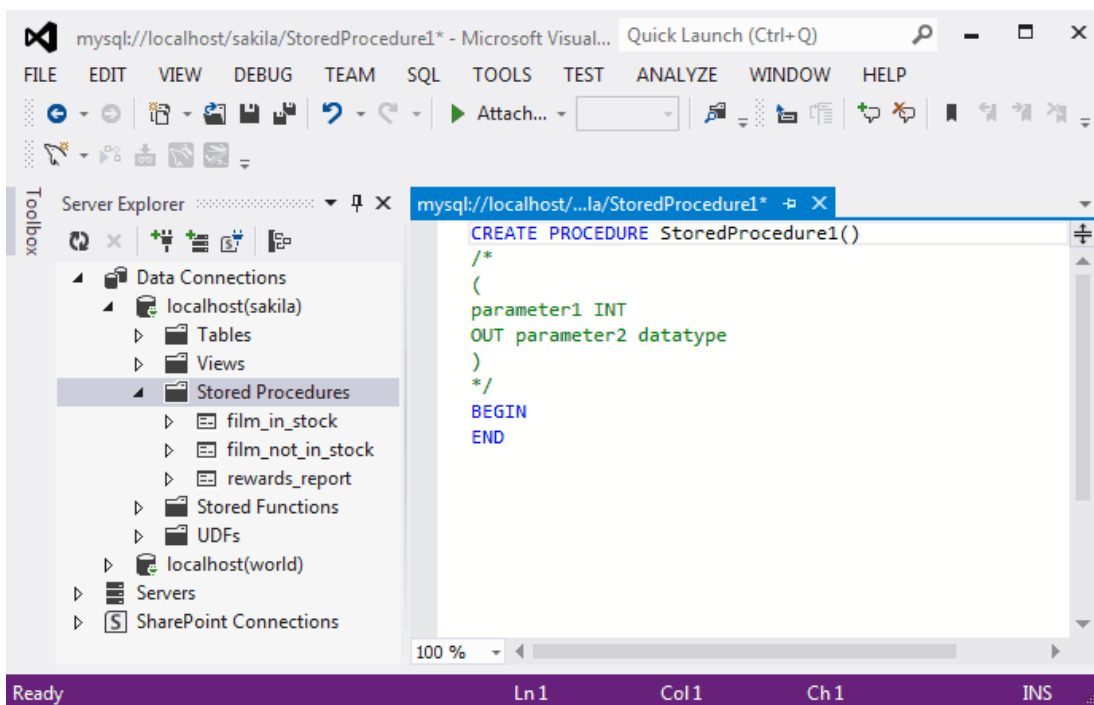 mysql://localhost/sakila/StoredProcedure1* - Microsoft Visual...
Quick Launch (Ctrl+Q)
FILE EDIT VIEW DEBUG TEAM SQL TOOLS TEST ANALYZE WINDOW HELP
Attach...
Toolbox
Server Explorer
Data Connections
localhost(sakila)
Tables
Views
Stored Procedures
film_in_stock
film_not_in_stock
rewards_report
Stored Functions
UDFs
localhost(world)
Servers
SharePoint Connections
mysql://localhost/...la/StoredProcedure1*
CREATE PROCEDURE StoredProcedure1()
/*
(
parameter1 INT
OUT parameter2 datatype
)
*/
BEGIN
END
100 %
Ready Ln 1 Col 1 Ch 1 INS